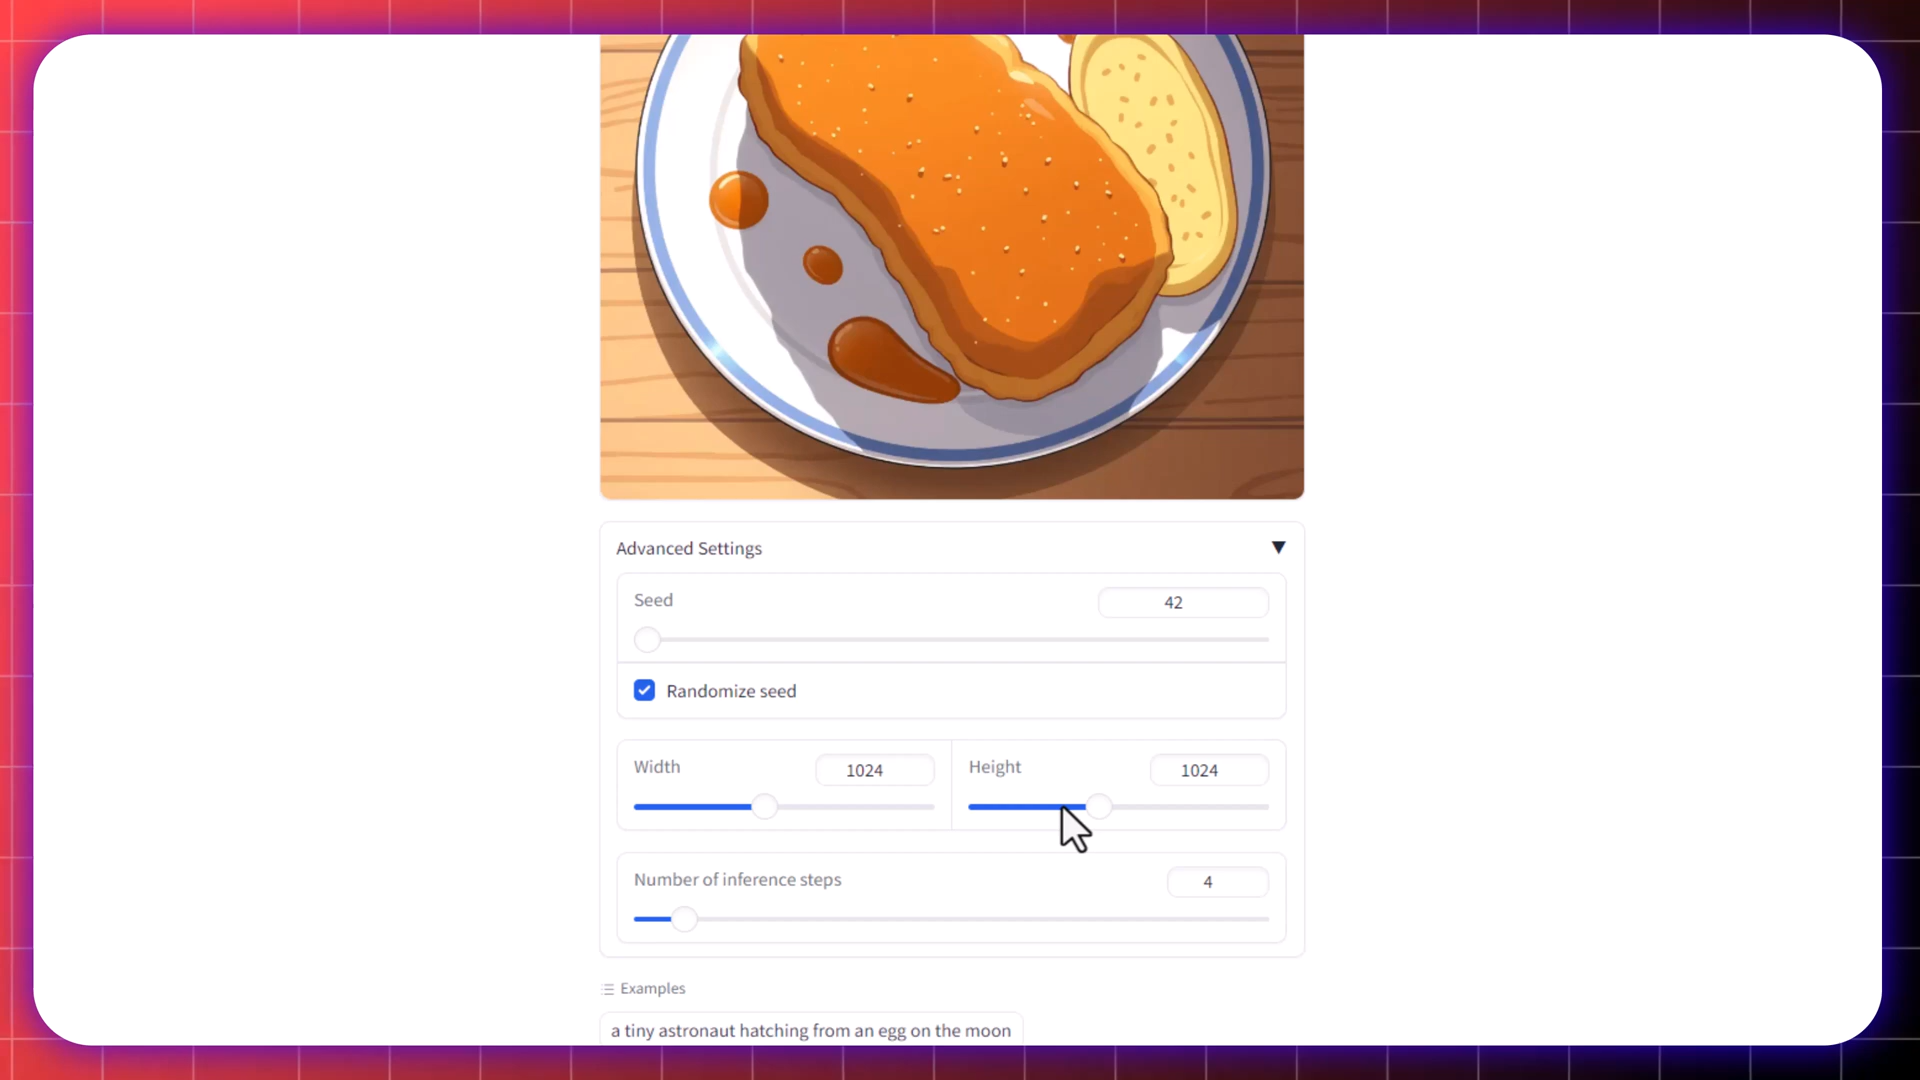 Advanced Settings
Seed
42
Randomize seed
Width
1024
Height
1024
Number of inference steps
4
Examples
a tiny astronaut hatching from an egg on the moon